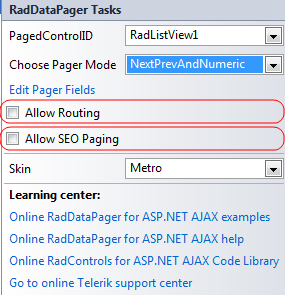 RadDataPager Tasks
PagedControlID RadListView1
Choose Pager Mode NextPrevAndNumeric
Edit Pager Fields
Allow Routing
Allow SEO Paging
Skin Metro
Learning center:
Online RadDataPager for ASP.NET AJAX examples
Online RadDataPager for ASP.NET AJAX help
Online RadControls for ASP.NET AJAX Code Library
Go to online Telerik support center